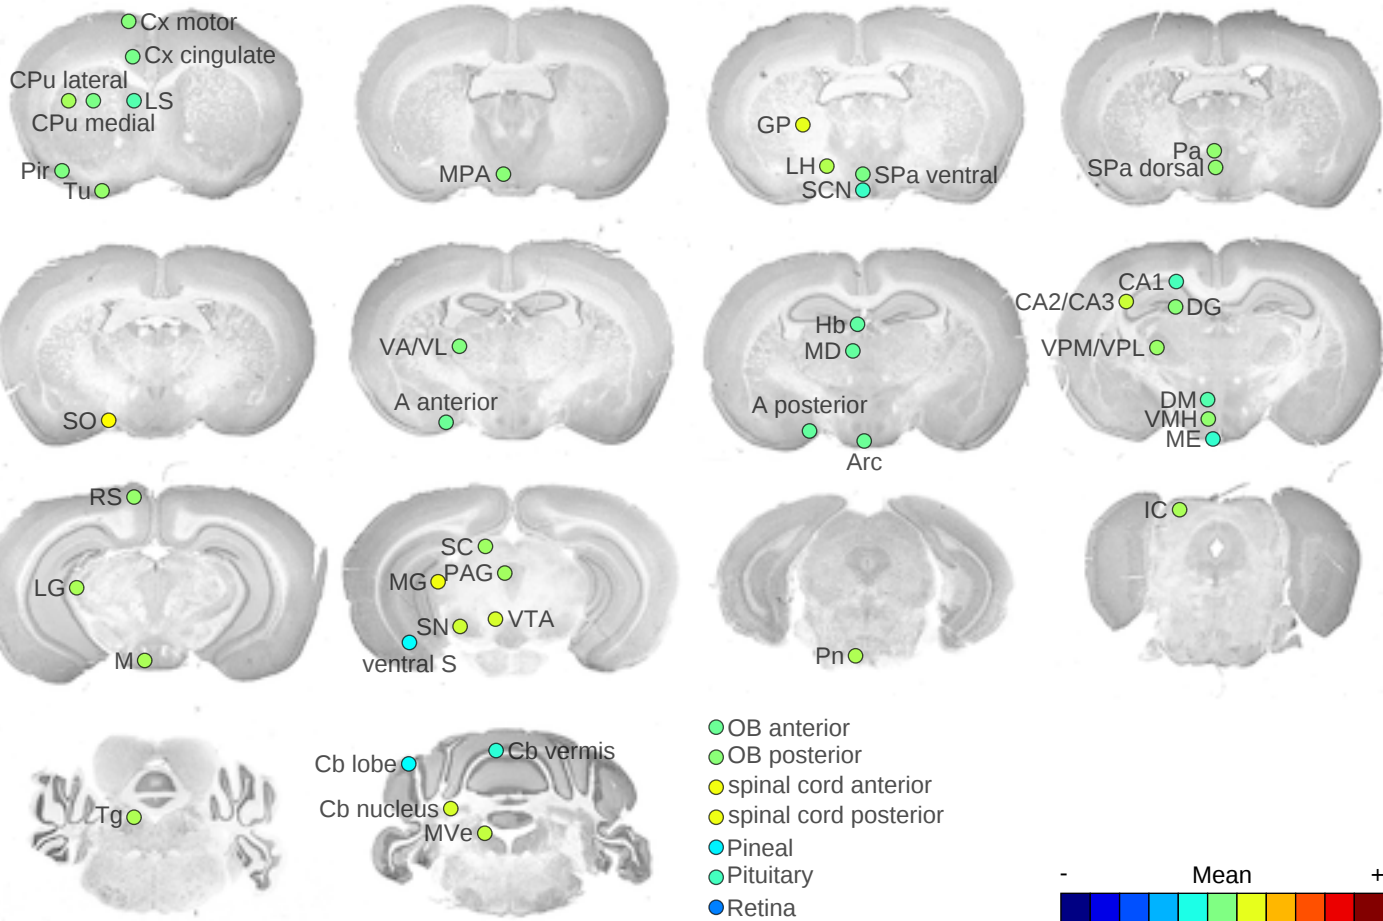 Cx motor
Cx cingulate
CPu lateral
LS
CPu medial
Pir
Tu
MPA
GP
LH
SPa ventral
SCN
Pa
SPa dorsal
SO
VA/VL
A anterior
Hb
MD
A posterior
Arc
CA1
CA2/CA3
DG
VPM/VPL
DM
VMH
ME
RS
LG
M
SC
MG PAG
SN VTA
ventral S
Pn
IC
Tg
Cb lobe
Cb vermis
Cb nucleus
MVe
OB anterior
OB posterior
spinal cord anterior
spinal cord posterior
Pineal
Pituitary
Retina
- Mean +